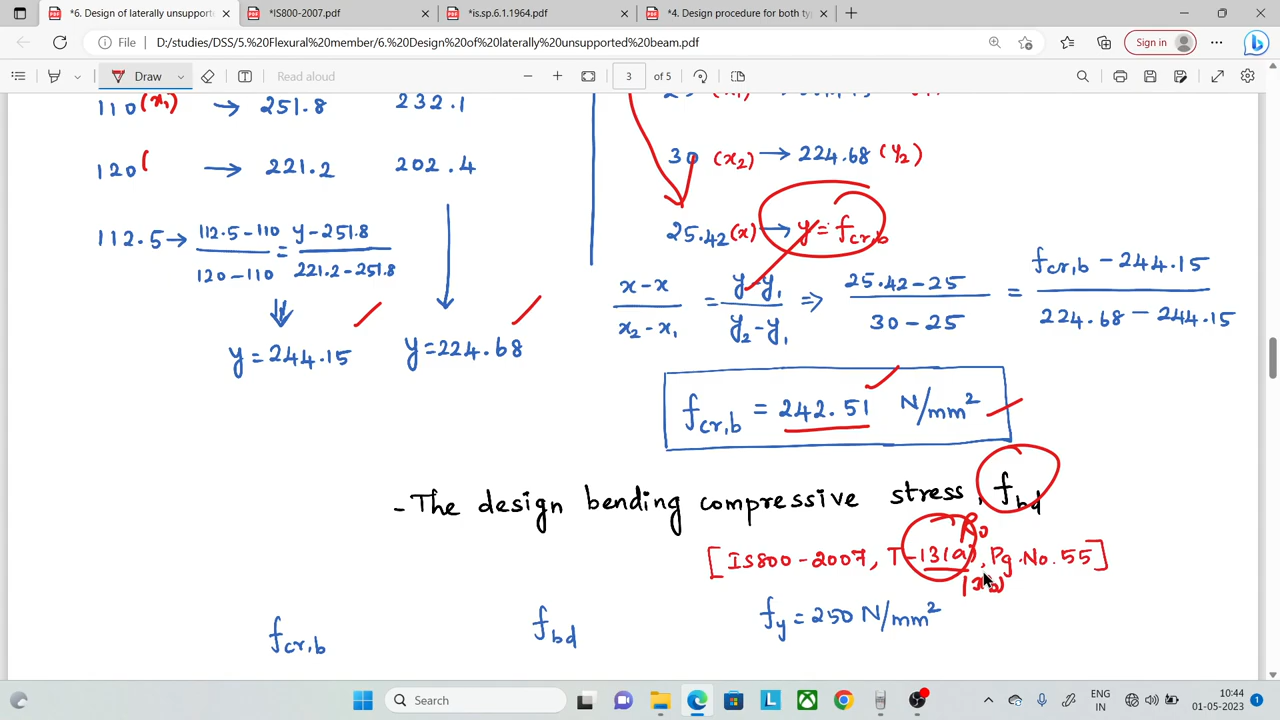 *6. Design of laterally unsupport
*IS800-2007.pdf
*is.sp.6.1.1964.pdf
*4. Design procedure for both typ
File
D:/studies/DSS/5.%20Flexural%20member/6.%20Design%20of%20laterally%20unsupported%20beam.pdf
Sign in
Draw
Read aloud
3 of 5
110 (x₁) → 251.8 232.1
120 ( → 221.2 202.4
112.5 → 112.5-110 / 120-110 = y-251.8 / 221.2-251.8
y = 244.15 y = 224.68
30 (x₂) → 224.68 (y₂)
25.42 (x) → y = fcr,b
x-x / x₂-x₁ = y-y₁ / y₂-y₁ ⇒ 25.42-25 / 30-25 = fcr,b - 244.15 / 224.68 - 244.15
fcr,b = 242.51 N/mm²
- The design bending compressive stress, fbd
[IS800-2007, T-13(a), Pg.No.55]
fy = 250 N/mm²
fcr,b fbd
Search
ENG
IN
10:44
01-05-2023
1